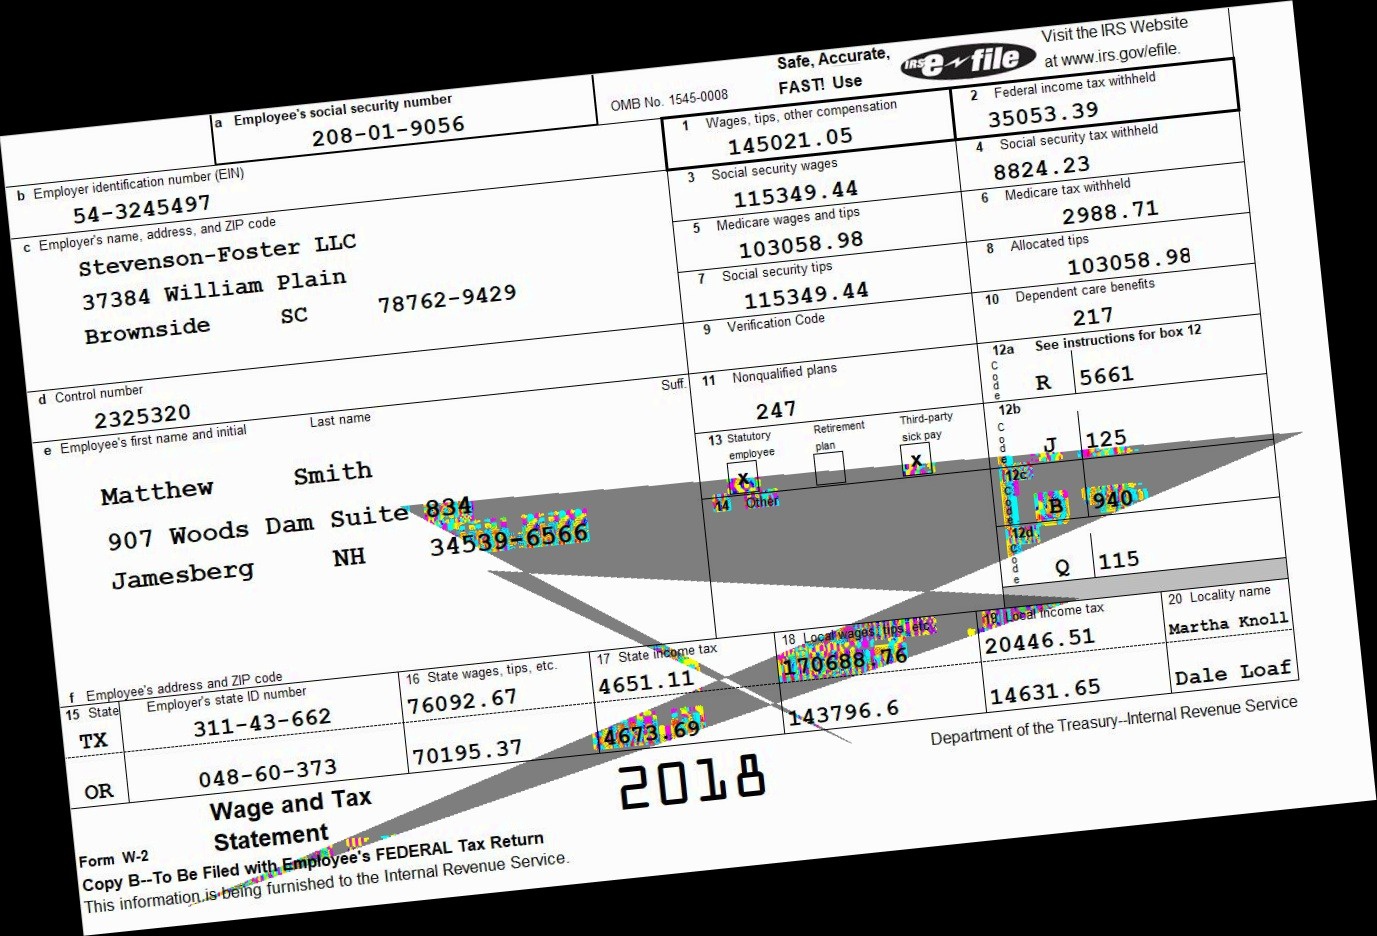 a Employee's social security number
208-01-9056
OMB No. 1545-0008
Safe, Accurate,
FAST! Use
IRS e file
Visit the IRS Website
at www.irs.gov/efile.
b Employer identification number (EIN)
54-3245497
1 Wages, tips, other compensation
145021.05
2 Federal income tax withheld
35053.39
c Employer's name, address, and ZIP code
Stevenson-Foster LLC
37384 William Plain
Brownside SC 78762-9429
3 Social security wages
115349.44
4 Social security tax withheld
8824.23
5 Medicare wages and tips
103058.98
6 Medicare tax withheld
2988.71
7 Social security tips
115349.44
8 Allocated tips
103058.98
d Control number
2325320
9 Verification Code
10 Dependent care benefits
217
e Employee's first name and initial Last name Suff.
Matthew Smith
907 Woods Dam Suite 834
Jamesberg NH 34539-6566
11 Nonqualified plans
247
12a See instructions for box 12
Code R 5661
13 Statutory employee Retirement plan Third-party sick pay
x x
12b
Code J 125
14 Other
12c
Code B 940
12d
Code Q 115
f Employee's address and ZIP code
15 State Employer's state ID number
16 State wages, tips, etc.
17 State income tax
18 Local wages, tips, etc.
19 Local income tax
20 Locality name
TX 311-43-662 76092.67 4651.11 170688.76 20446.51 Martha Knoll
OR 048-60-373 70195.37 4673.69 143796.6 14631.65 Dale Loaf
Form W-2
Wage and Tax
Statement
2018
Department of the Treasury--Internal Revenue Service
Copy B--To Be Filed with Employee's FEDERAL Tax Return
This information is being furnished to the Internal Revenue Service.